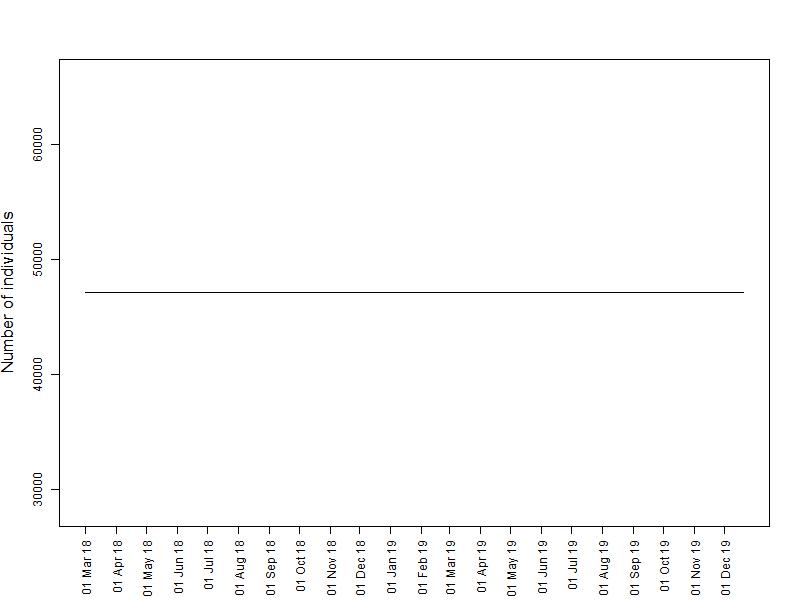 Number of individuals
60000
50000
40000
30000
01 Mar 18
01 Apr 18
01 May 18
01 Jun 18
01 Jul 18
01 Aug 18
01 Sep 18
01 Oct 18
01 Nov 18
01 Dec 18
01 Jan 19
01 Feb 19
01 Mar 19
01 Apr 19
01 May 19
01 Jun 19
01 Jul 19
01 Aug 19
01 Sep 19
01 Oct 19
01 Nov 19
01 Dec 19